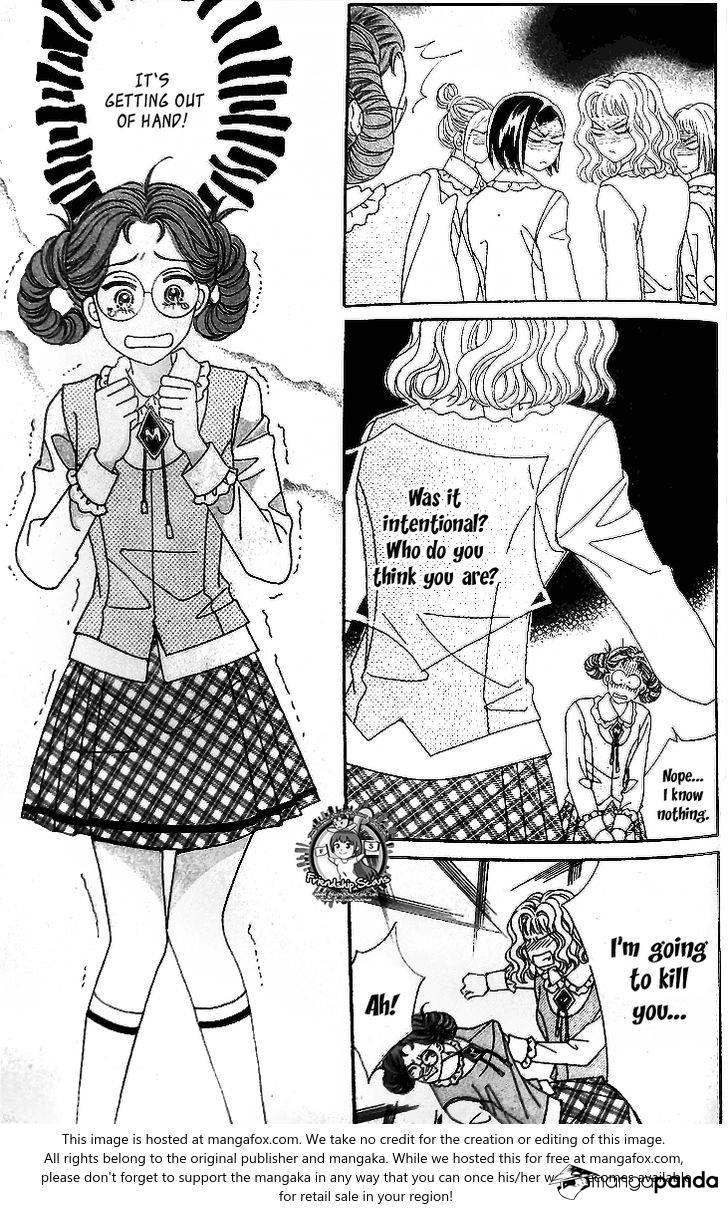 IT'S
GETTING OUT
OF HAND!
M
Was it
intentional?
Who do you
think you are?
Nope...
I know
nothing.
Friendship Scans
I'm going
to kill
you...
Ah!
This image is hosted at mangafox.com. We take no credit for the creation or editing of this image.
All rights belong to the original publisher and mangaka. While we hosted this for free at mangafox.com,
please don't forget to support the mangaka in any way that you can once his/her available
for retail sale in your region!
mangapanda